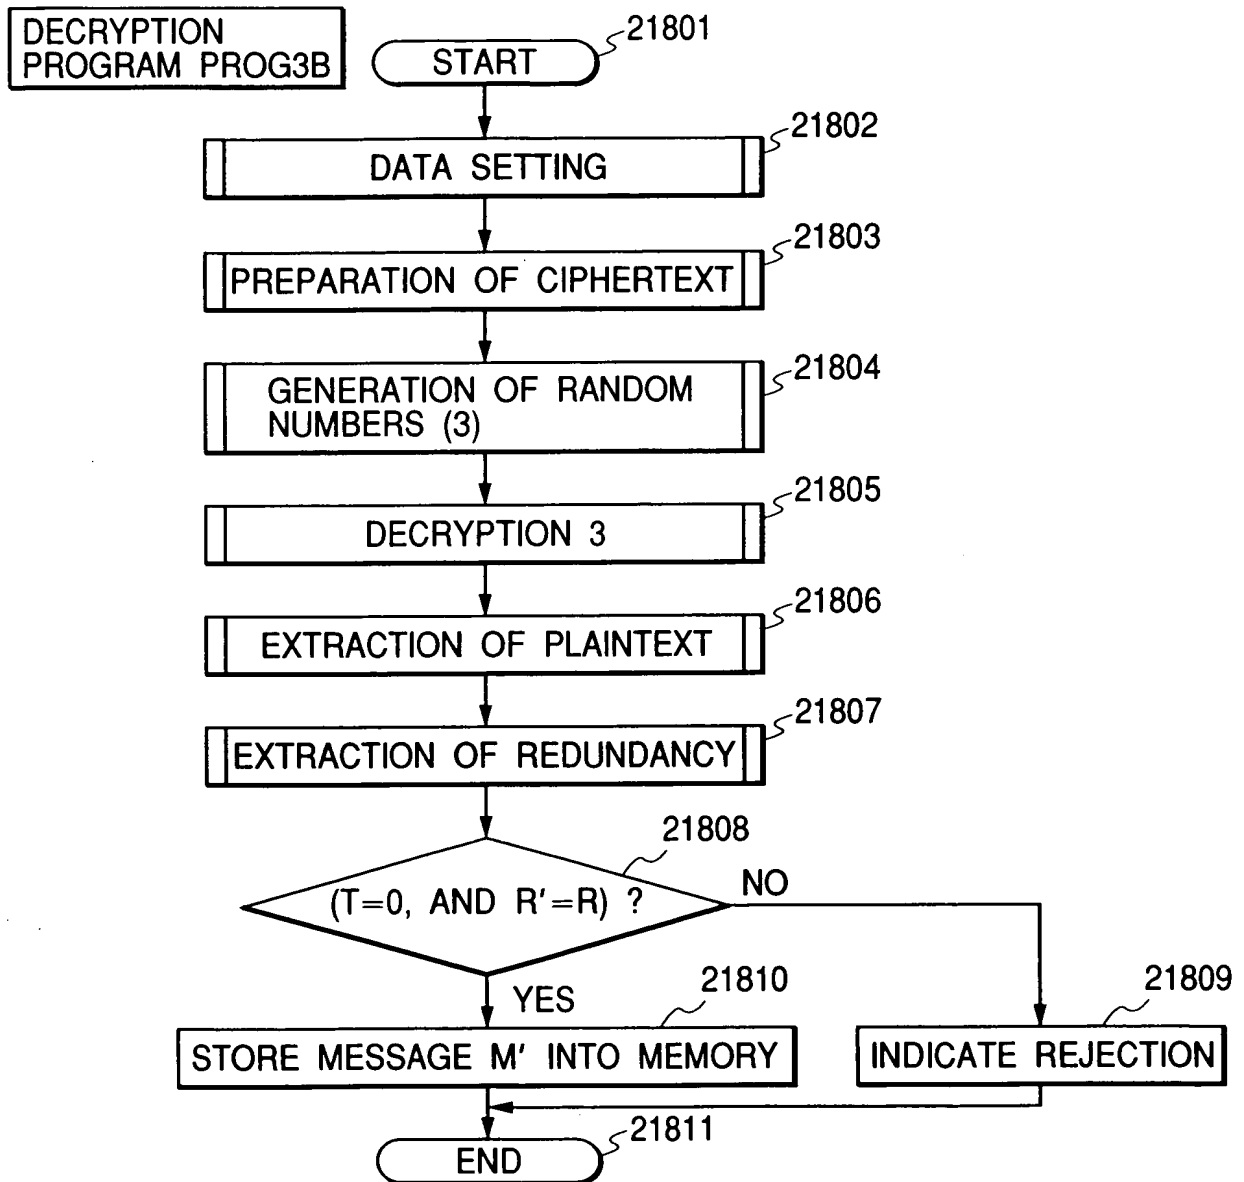 DECRYPTION
PROGRAM PROG3B
START
21801
DATA SETTING
21802
PREPARATION OF CIPHERTEXT
21803
GENERATION OF RANDOM
NUMBERS (3)
21804
DECRYPTION 3
21805
EXTRACTION OF PLAINTEXT
21806
EXTRACTION OF REDUNDANCY
21807
(T=0, AND R'=R) ?
21808
NO
YES
STORE MESSAGE M' INTO MEMORY
21810
INDICATE REJECTION
21809
END
21811